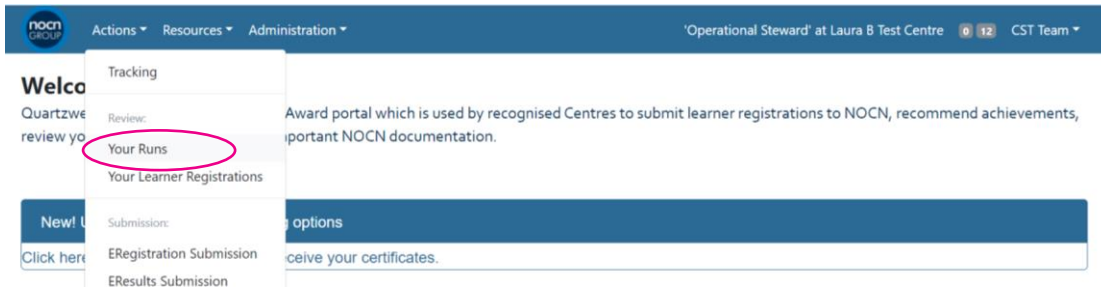 nocn
GROUP
Actions Resources Administration 'Operational Steward' at Laura B Test Centre 0 12 CST Team
Tracking
Welco
Quartzwe Review: Award portal which is used by recognised Centres to submit learner registrations to NOCN, recommend achievements,
review yo Your Runs portant NOCN documentation.
Your Learner Registrations
New! Submission: options
Click here ERegistration Submission ceive your certificates.
EResults Submission